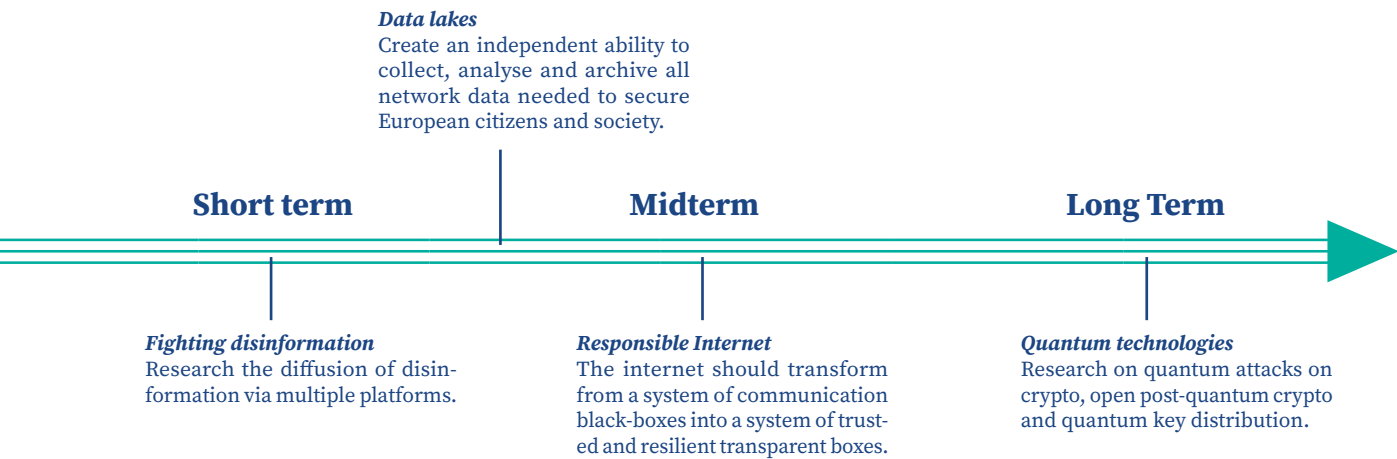 Data lakes
Create an independent ability to
collect, analyse and archive all
network data needed to secure
European citizens and society.
Short term
Midterm
Long Term
Fighting disinformation
Research the diffusion of disin-
formation via multiple platforms.
Responsible Internet
The internet should transform
from a system of communication
black-boxes into a system of trust-
ed and resilient transparent boxes.
Quantum technologies
Research on quantum attacks on
crypto, open post-quantum crypto
and quantum key distribution.